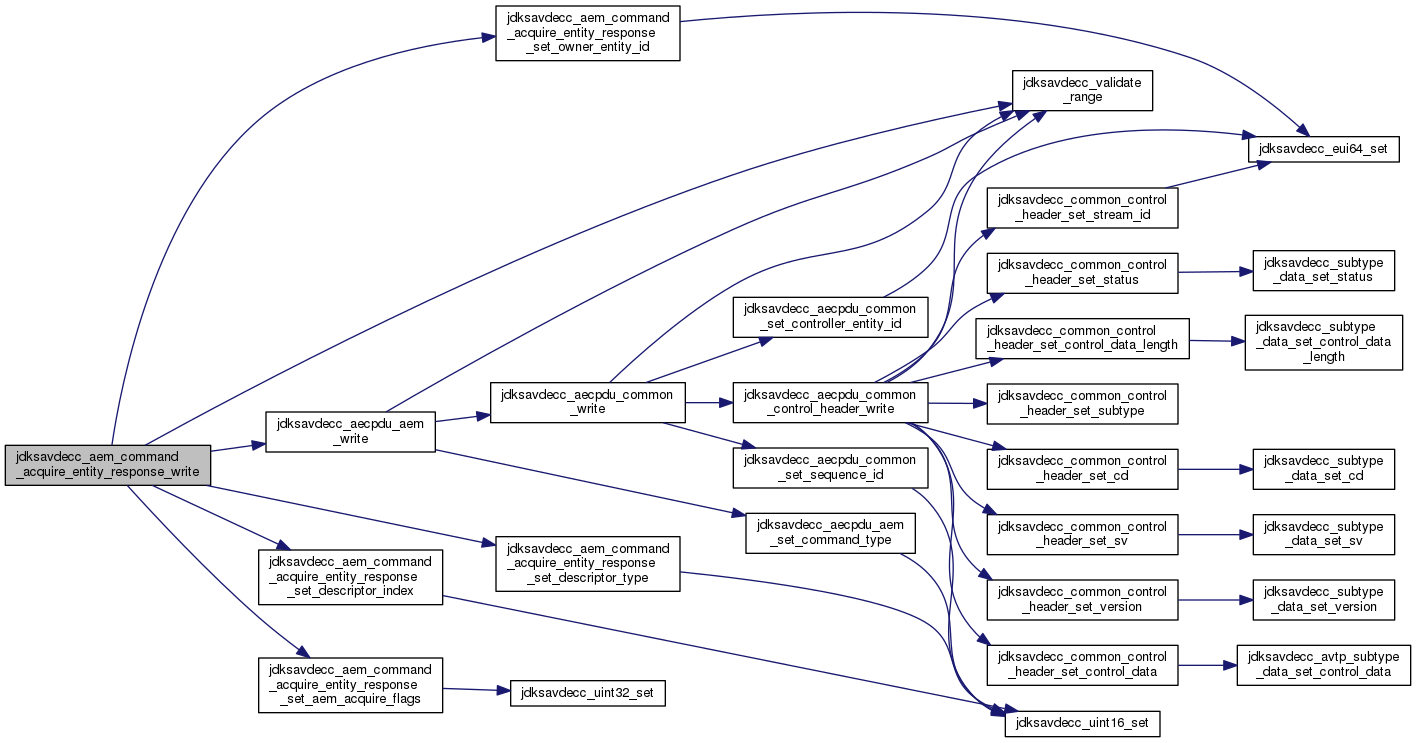 jdksavdecc_aem_command
_acquire_entity_response
_set_owner_entity_id
jdksavdecc_validate
_range
jdksavdecc_eui64_set
jdksavdecc_common_control
_header_set_stream_id
jdksavdecc_common_control
_header_set_status
jdksavdecc_subtype
_data_set_status
jdksavdecc_aecpdu_common
_set_controller_entity_id
jdksavdecc_common_control
_header_set_control_data_length
jdksavdecc_subtype
_data_set_control_data
_length
jdksavdecc_aecpdu_common
_write
jdksavdecc_aecpdu_common
_control_header_write
jdksavdecc_common_control
_header_set_subtype
jdksavdecc_aecpdu_aem
_write
jdksavdecc_aem_command
_acquire_entity_response_write
jdksavdecc_aecpdu_common
_set_sequence_id
jdksavdecc_common_control
_header_set_cd
jdksavdecc_subtype
_data_set_cd
jdksavdecc_aecpdu_aem
_set_command_type
jdksavdecc_common_control
_header_set_sv
jdksavdecc_subtype
_data_set_sv
jdksavdecc_aem_command
_acquire_entity_response
_set_descriptor_type
jdksavdecc_aem_command
_acquire_entity_response
_set_descriptor_index
jdksavdecc_common_control
_header_set_version
jdksavdecc_subtype
_data_set_version
jdksavdecc_common_control
_header_set_control_data
jdksavdecc_avtp_subtype
_data_set_control_data
jdksavdecc_aem_command
_acquire_entity_response
_set_aem_acquire_flags
jdksavdecc_uint32_set
jdksavdecc_uint16_set